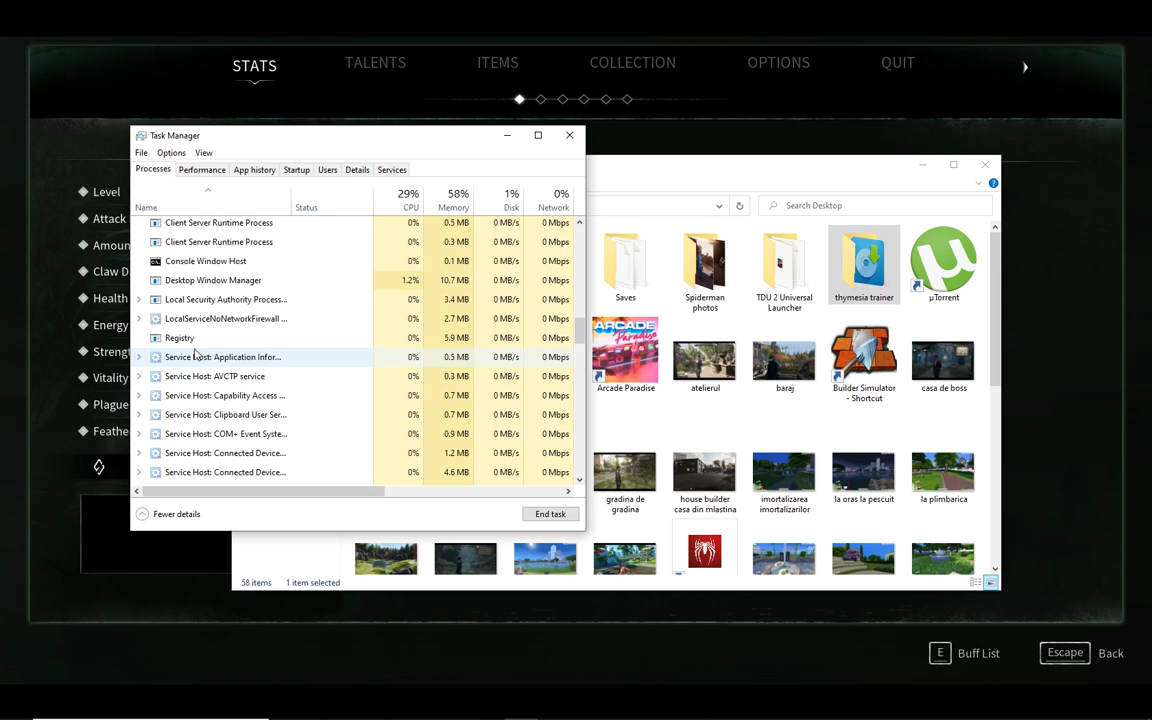 STATS
TALENTS
ITEMS
COLLECTION
OPTIONS
QUIT
Task Manager
File Options View
Processes Performance App history Startup Users Details Services
29% 58% 1% 0%
Name Status CPU Memory Disk Network
Client Server Runtime Process 0% 0.5 MB 0 MB/s 0 Mbps
Client Server Runtime Process 0% 0.3 MB 0 MB/s 0 Mbps
Console Window Host 0% 0.1 MB 0 MB/s 0 Mbps
Desktop Window Manager 1.2% 10.7 MB 0 MB/s 0 Mbps
Local Security Authority Process... 0% 3.4 MB 0 MB/s 0 Mbps
LocalServiceNoNetworkFirewall ... 0% 2.7 MB 0 MB/s 0 Mbps
Registry 0% 5.9 MB 0 MB/s 0 Mbps
Service Host: Application Infor... 0% 0.5 MB 0 MB/s 0 Mbps
Service Host: AVCTP service 0% 0.3 MB 0 MB/s 0 Mbps
Service Host: Capability Access ... 0% 0.7 MB 0 MB/s 0 Mbps
Service Host: Clipboard User Ser... 0% 0.7 MB 0 MB/s 0 Mbps
Service Host: COM+ Event Syste... 0% 0.9 MB 0 MB/s 0 Mbps
Service Host: Connected Device... 0% 1.2 MB 0 MB/s 0 Mbps
Service Host: Connected Device... 0% 4.6 MB 0 MB/s 0 Mbps
Fewer details
End task
Level
Attack
Amoun
Claw D
Health
Energy
Strengt
Vitality
Plague
Feathe
Search Desktop
Saves
Spiderman
photos
TDU 2 Universal
Launcher
thymesia trainer
µTorrent
ARCADE
Paradise
Arcade Paradise
atelierul
baraj
Builder Simulator
- Shortcut
casa de boss
gradina de
gradina
house builder
casa din mlastina
imortalizarea
imortalizarilor
la oras la pescuit
la plimbarica
58 items 1 item selected
E Buff List
Escape Back